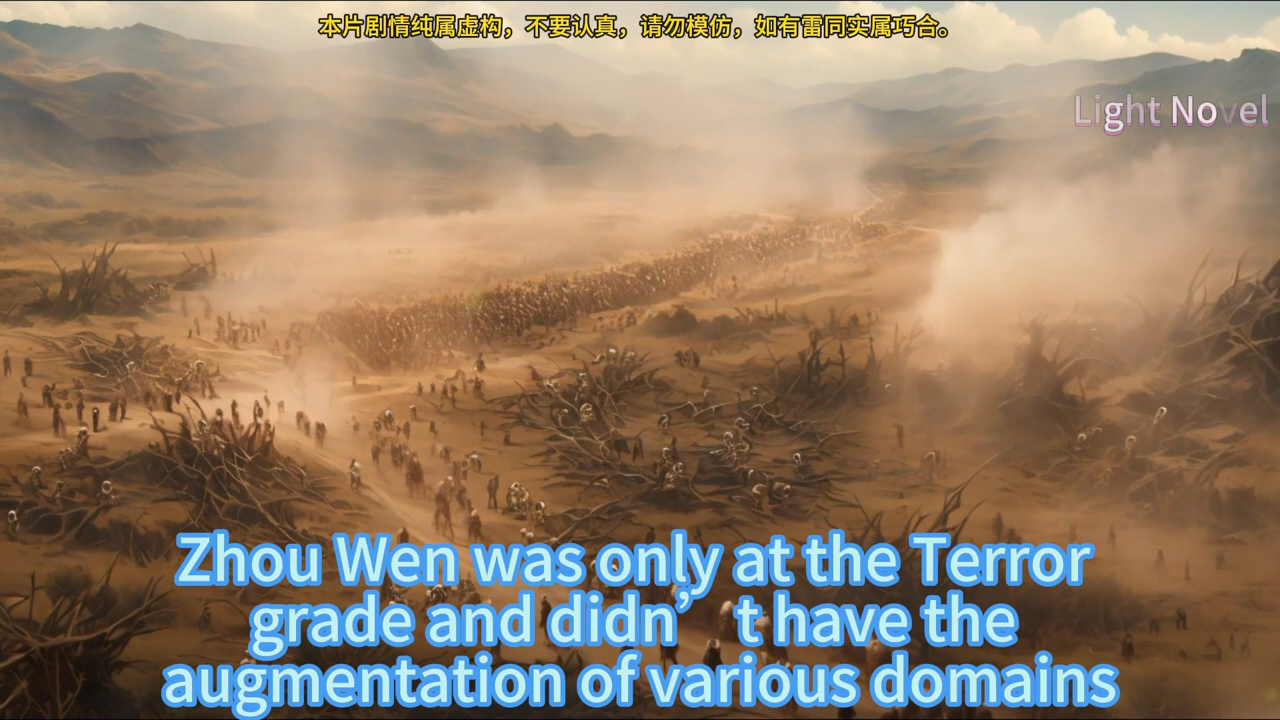 本片剧情纯属虚构，不要认真，请勿模仿，如有雷同实属巧合。
Light Novel
Zhou Wen was only at the Terror
grade and didn’ t have the
augmentation of various domains